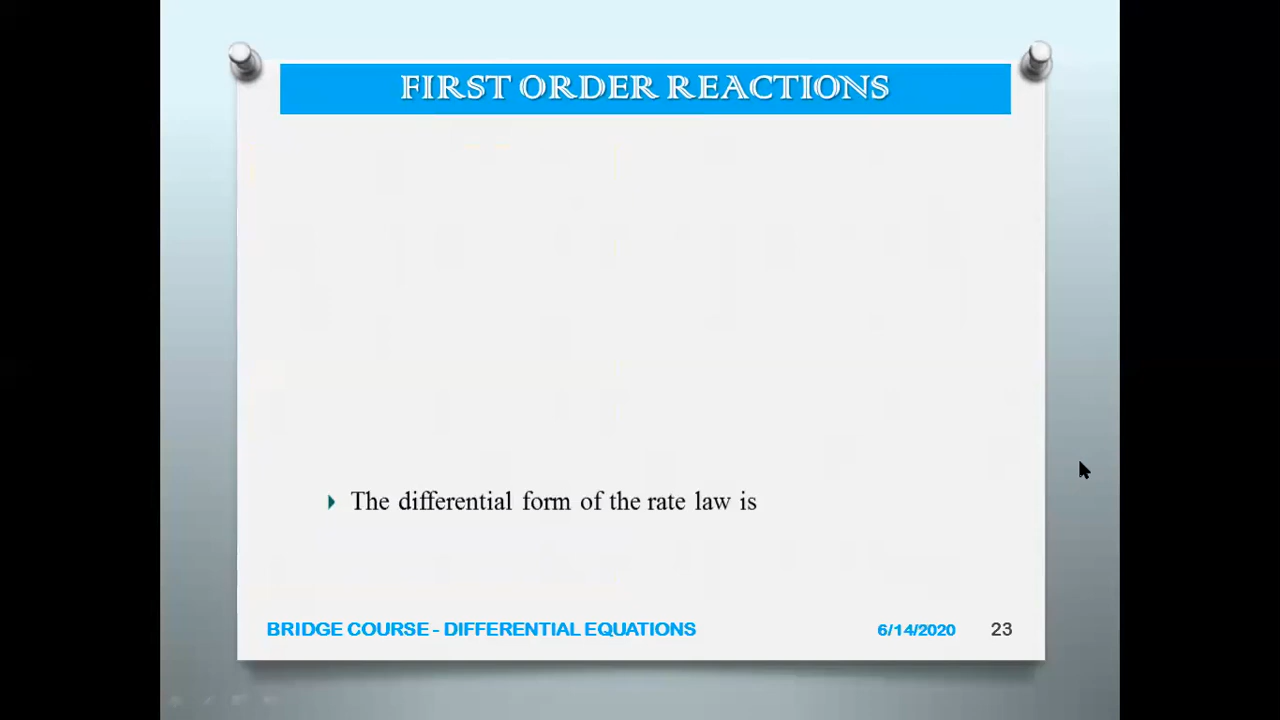 FIRST ORDER REACTIONS
The differential form of the rate law is
BRIDGE COURSE - DIFFERENTIAL EQUATIONS 6/14/2020 23